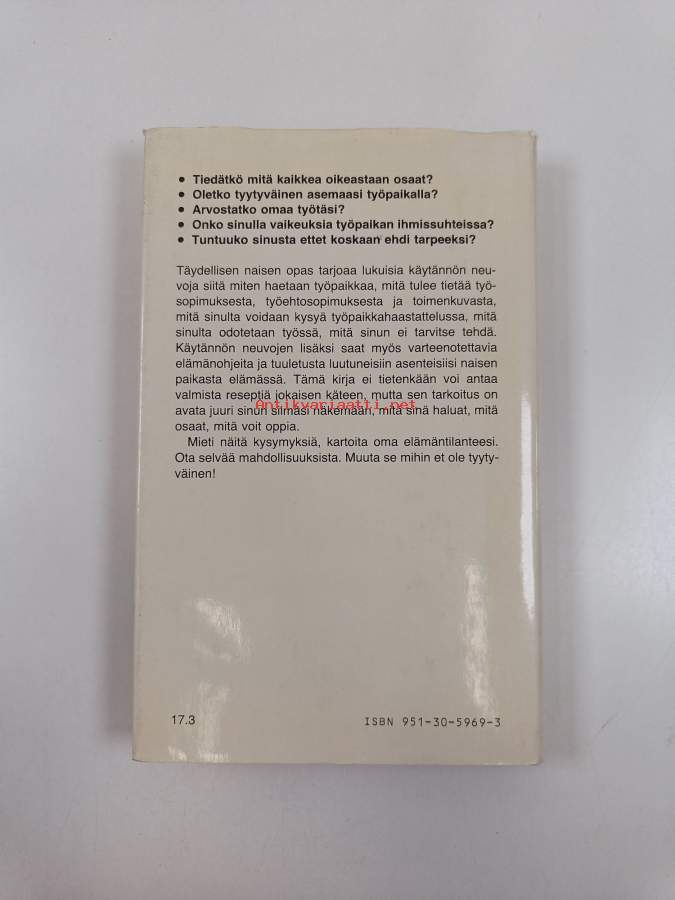 • Tiedätkö mitä kaikkea oikeastaan osaat?
• Oletko tyytyväinen asemaasi työpaikalla?
• Arvostatko omaa työtäsi?
• Onko sinulla vaikeuksia työpaikan ihmissuhteissa?
• Tuntuuko sinusta ettet koskaan ehdi tarpeeksi?
Täydellisen naisen opas tarjoaa lukuisia käytännön neu-
voja siitä miten haetaan työpaikkaa, mitä tulee tietää työ-
sopimuksesta, työehtosopimuksesta ja toimenkuvasta,
mitä sinulta voidaan kysyä työpaikkahaastattelussa, mitä
sinulta odotetaan työssä, mitä sinun ei tarvitse tehdä.
Käytännön neuvojen lisäksi saat myös varteenotettavia
elämänohjeita ja tuuletusta luutuneisiin asenteisiisi naisen
paikasta elämässä. Tämä kirja ei tietenkään voi antaa
valmista reseptiä jokaisen käteen, mutta sen tarkoitus on
Antikvariaatti.net
avata juuri sinun silmäsi näkemään, mitä sinä haluat, mitä
osaat, mitä voit oppia.
Mieti näitä kysymyksiä, kartoita oma elämäntilanteesi.
Ota selvää mahdollisuuksista. Muuta se mihin et ole tyyty-
väinen!
17.3 ISBN 951-30-5969-3